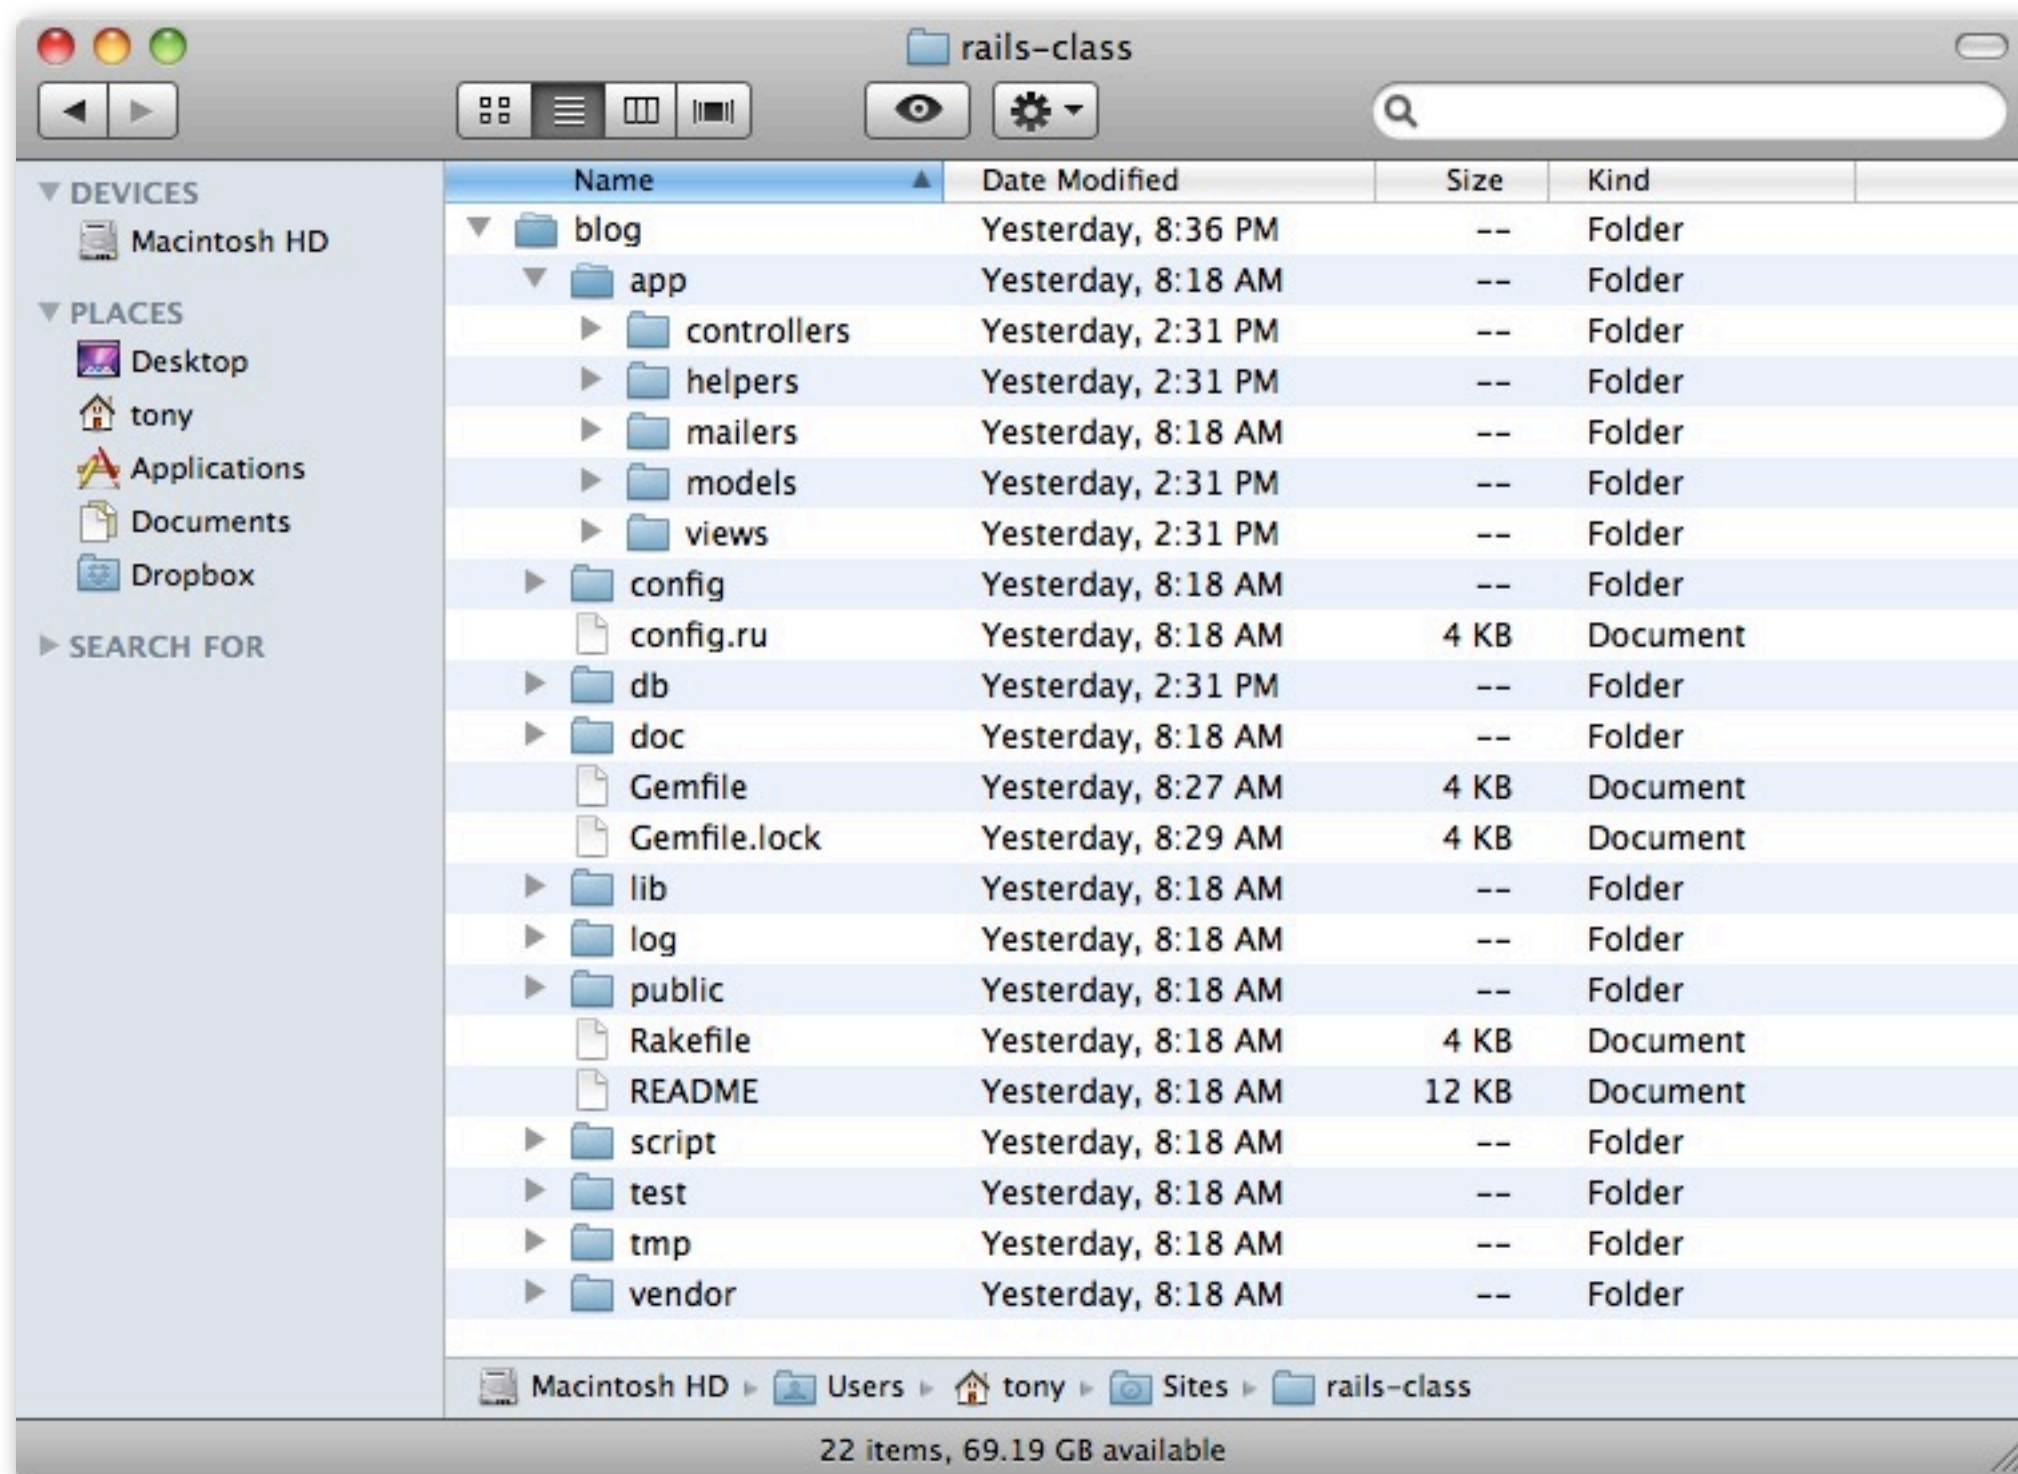 rails-class
DEVICES
Macintosh HD
PLACES
Desktop
tony
Applications
Documents
Dropbox
SEARCH FOR
Name Date Modified Size Kind
blog Yesterday, 8:36 PM -- Folder
app Yesterday, 8:18 AM -- Folder
controllers Yesterday, 2:31 PM -- Folder
helpers Yesterday, 2:31 PM -- Folder
mailers Yesterday, 8:18 AM -- Folder
models Yesterday, 2:31 PM -- Folder
views Yesterday, 2:31 PM -- Folder
config Yesterday, 8:18 AM -- Folder
config.ru Yesterday, 8:18 AM 4 KB Document
db Yesterday, 2:31 PM -- Folder
doc Yesterday, 8:18 AM -- Folder
Gemfile Yesterday, 8:27 AM 4 KB Document
Gemfile.lock Yesterday, 8:29 AM 4 KB Document
lib Yesterday, 8:18 AM -- Folder
log Yesterday, 8:18 AM -- Folder
public Yesterday, 8:18 AM -- Folder
Rakefile Yesterday, 8:18 AM 4 KB Document
README Yesterday, 8:18 AM 12 KB Document
script Yesterday, 8:18 AM -- Folder
test Yesterday, 8:18 AM -- Folder
tmp Yesterday, 8:18 AM -- Folder
vendor Yesterday, 8:18 AM -- Folder
Macintosh HD Users tony Sites rails-class
22 items, 69.19 GB available